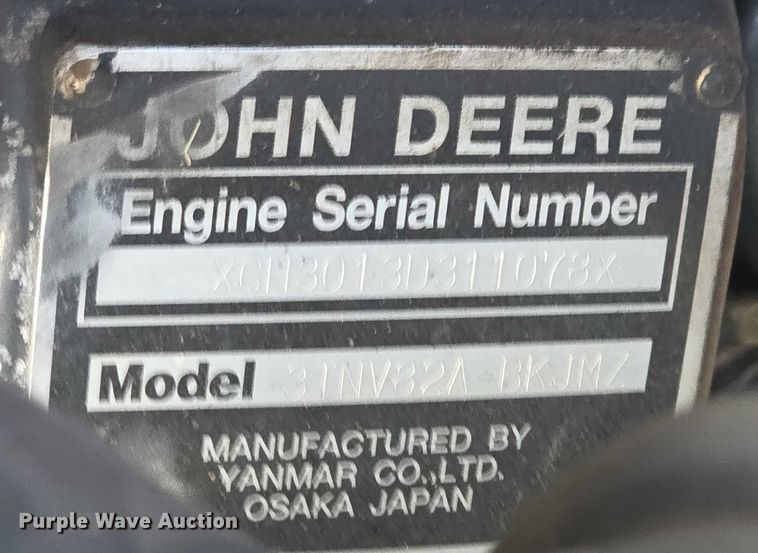 JOHN DEERE
Engine Serial Number
XCH3013D311078X
Model 3TNV82A-BKJMZ
MANUFACTURED BY
YANMAR CO.,LTD.
OSAKA JAPAN
Purple Wave Auction